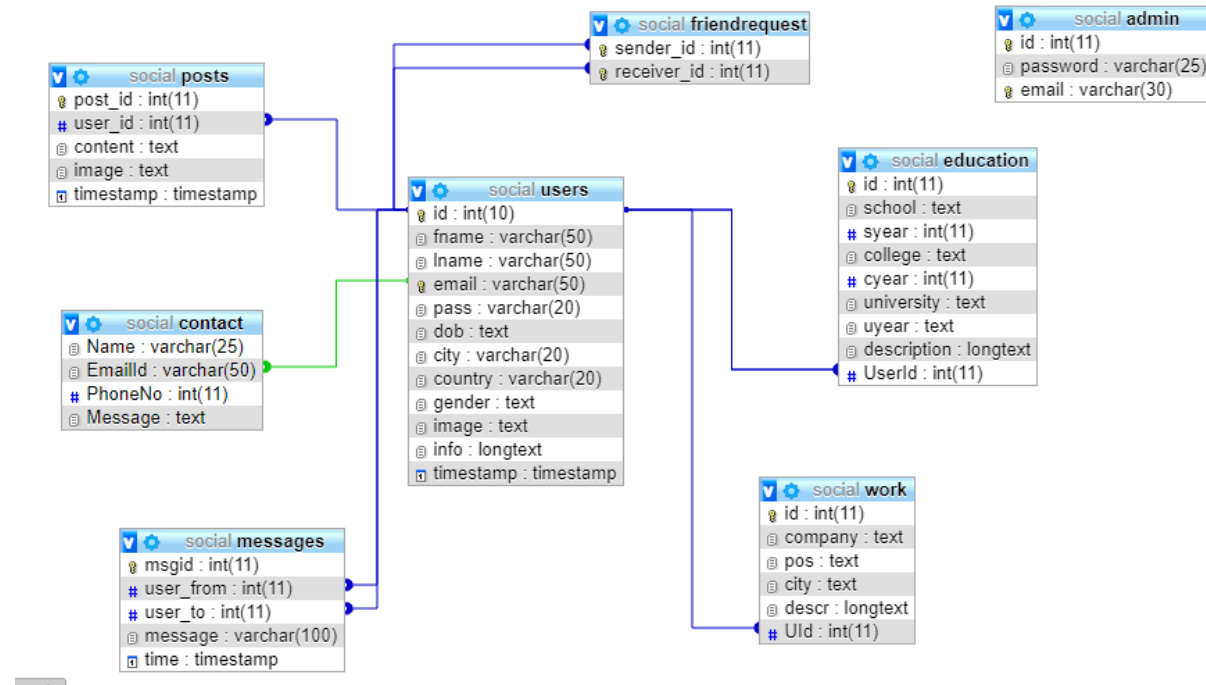 social friendrequest
sender_id : int(11)
receiver_id : int(11)
social admin
id : int(11)
password : varchar(25)
email : varchar(30)
social posts
post_id : int(11)
user_id : int(11)
content : text
image : text
timestamp : timestamp
social users
id : int(10)
fname : varchar(50)
lname : varchar(50)
email : varchar(50)
pass : varchar(20)
dob : text
city : varchar(20)
country : varchar(20)
gender : text
image : text
info : longtext
timestamp : timestamp
social education
id : int(11)
school : text
syear : int(11)
college : text
cyear : int(11)
university : text
uyear : text
description : longtext
UserId : int(11)
social contact
Name : varchar(25)
EmailId : varchar(50)
PhoneNo : int(11)
Message : text
social messages
msgid : int(11)
user_from : int(11)
user_to : int(11)
message : varchar(100)
time : timestamp
social work
id : int(11)
company : text
pos : text
city : text
descr : longtext
UId : int(11)